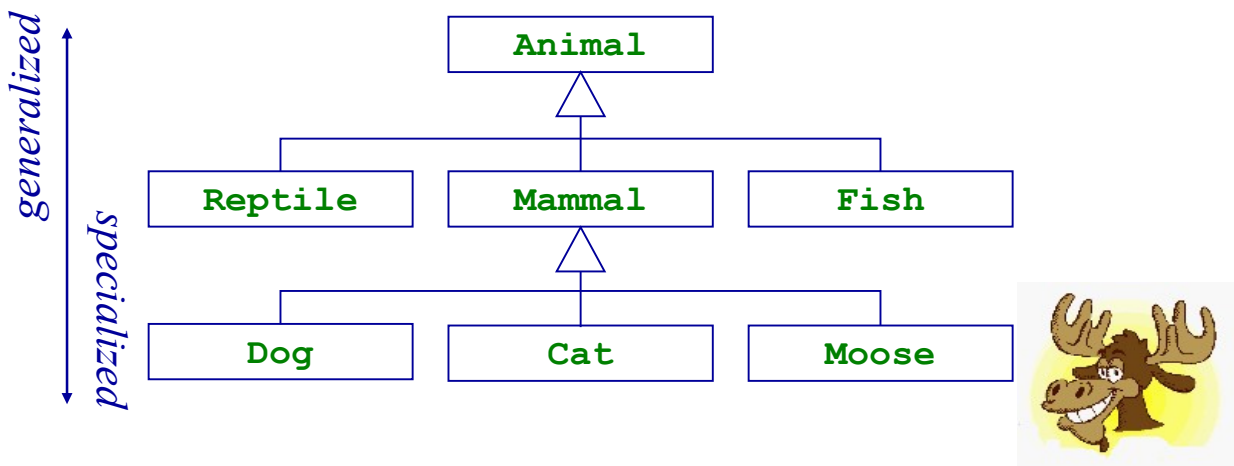 generalized
specialized
Animal
Reptile
Mammal
Fish
Dog
Cat
Moose